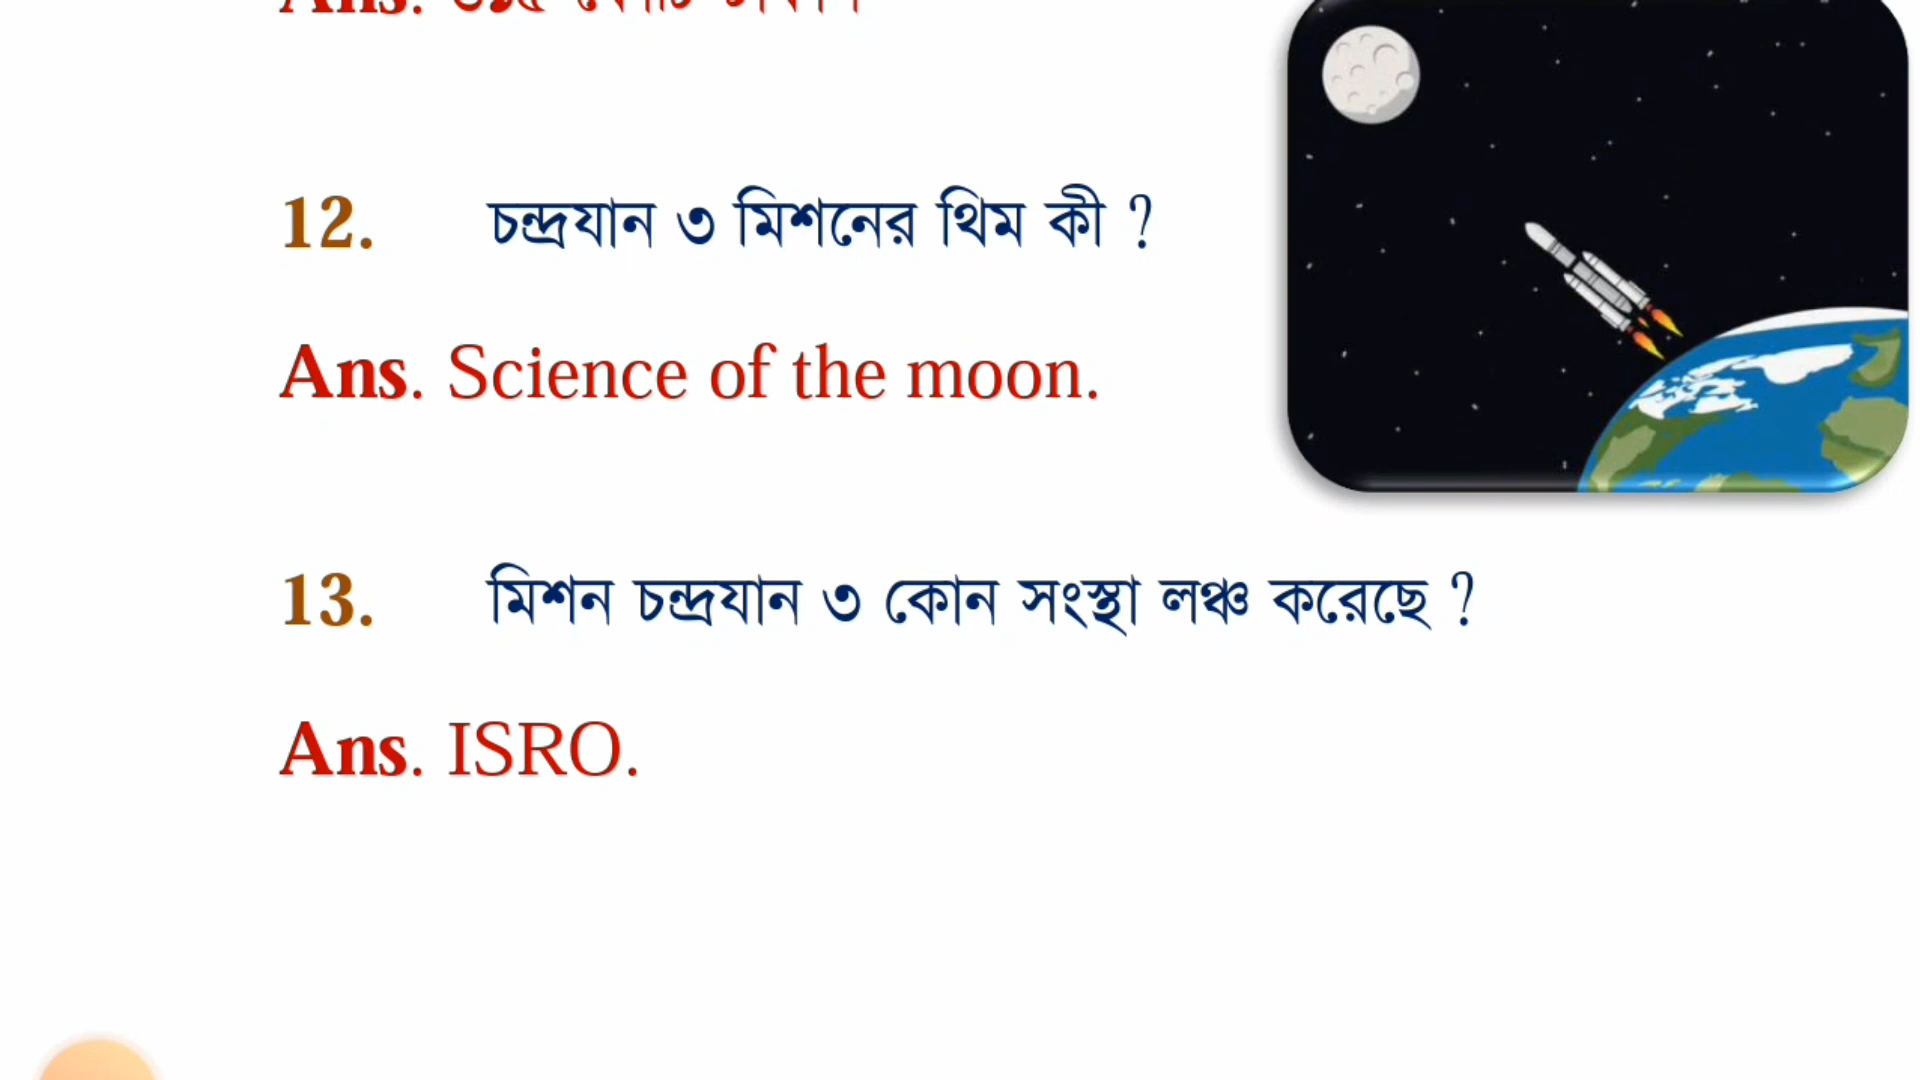 Ans.
12. চন্দ্রযান ৩ মিশনের থিম কী ?
Ans. Science of the moon.
13. মিশন চন্দ্রযান ৩ কোন সংস্থা লঞ্চ করেছে ?
Ans. ISRO.